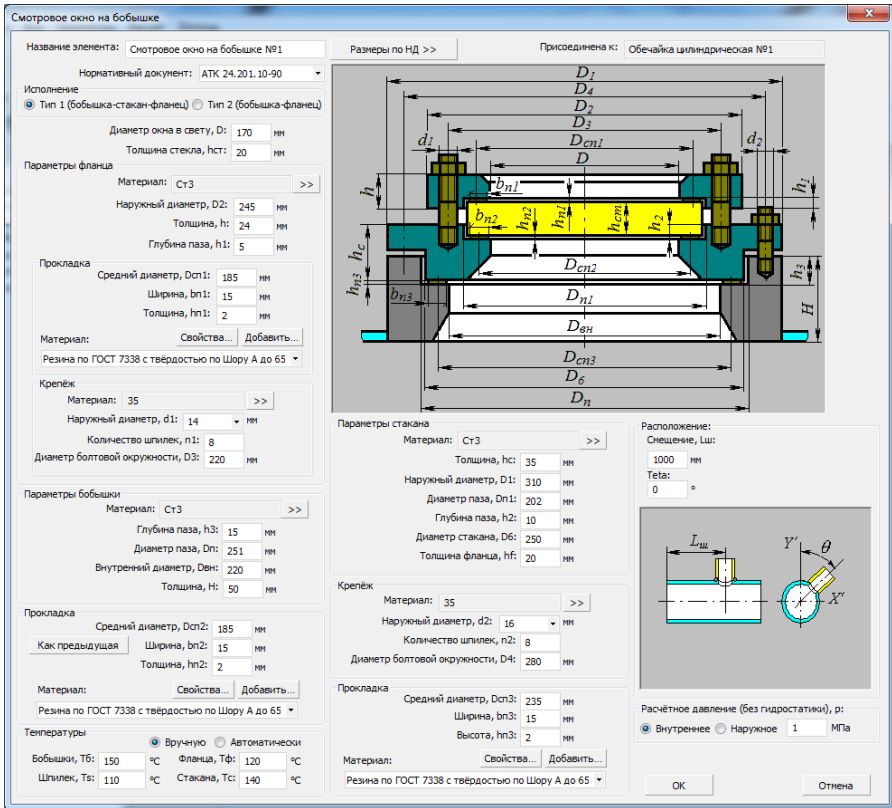 Смотровое окно на бобышке
Название элемента: Смотровое окно на бобышке №1
Размеры по НД >>
Присоединена к: Обечайка цилиндрическая №1
Нормативный документ: АТК 24.201.10-90
Исполнение
Тип 1 (бобышка-стакан-фланец) Тип 2 (бобышка-фланец)
Диаметр окна в свету, D: 170 мм
Толщина стекла, hст: 20 мм
Параметры фланца
Материал: Ст3 >>
Наружный диаметр, D2: 245 мм
Толщина, h: 24 мм
Глубина паза, h1: 5 мм
Прокладка
Средний диаметр, Dсп1: 185 мм
Ширина, bп1: 15 мм
Толщина, hп1: 2 мм
Материал: Свойства... Добавить...
Резина по ГОСТ 7338 с твёрдостью по Шору А до 65
Крепёж
Материал: 35 >>
Наружный диаметр, d1: 14 мм
Количество шпилек, n1: 8
Диаметр болтовой окружности, D3: 220 мм
Параметры бобышки
Материал: Ст3 >>
Глубина паза, h3: 15 мм
Диаметр паза, Dп: 251 мм
Внутренний диаметр, Dвн: 220 мм
Толщина, H: 50 мм
Прокладка
Средний диаметр, Dсп2: 185 мм
Как предыдущая
Ширина, bп2: 15 мм
Толщина, hп2: 2 мм
Материал: Свойства... Добавить...
Резина по ГОСТ 7338 с твёрдостью по Шору А до 65
Температуры
Вручную Автоматически
Бобышки, Tб: 150 °C Фланца, Tф: 120 °C
Шпилек, Ts: 110 °C Стакана, Tс: 140 °C
D1
D4
D2
D3
d1
Dсп1
d2
D
h
bп1
h1
hп1
hп2
hст
h2
bп2
hс
Dсп2
h3
hп3
bп3
Dп1
H
Dвн
Dсп3
D6
Dп
Параметры стакана
Материал: Ст3 >>
Толщина, hс: 35 мм
Наружный диаметр, D1: 310 мм
Диаметр паза, Dп1: 202 мм
Глубина паза, h2: 10 мм
Диаметр стакана, D6: 250 мм
Толщина фланца, hf: 20 мм
Крепёж
Материал: 35 >>
Наружный диаметр, d2: 16 мм
Количество шпилек, n2: 8
Диаметр болтовой окружности, D4: 280 мм
Прокладка
Средний диаметр, Dсп3: 235 мм
Ширина, bп3: 15 мм
Высота, hп3: 2 мм
Материал: Свойства... Добавить...
Резина по ГОСТ 7338 с твёрдостью по Шору А до 65
Расположение:
Смещение, Lш:
1000 мм
Teta:
0 °
Lш
Y′
θ
X′
Расчётное давление (без гидростатики), p:
Внутреннее Наружное 1 МПа
OK
Отмена